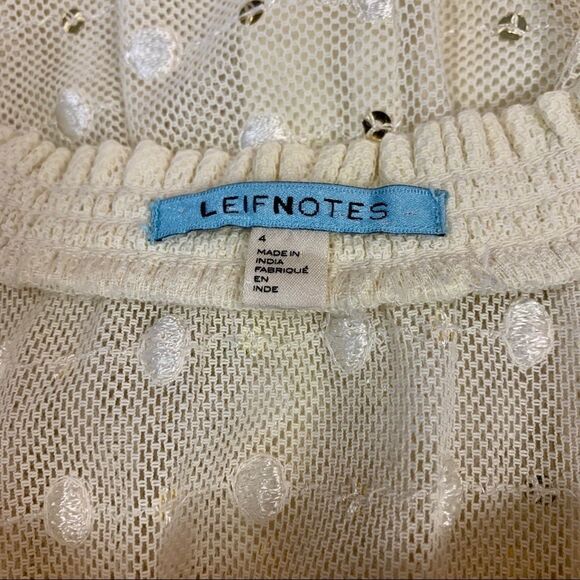 LEIFNOTES
4
MADE IN
INDIA
FABRIQUÉ
EN
INDE